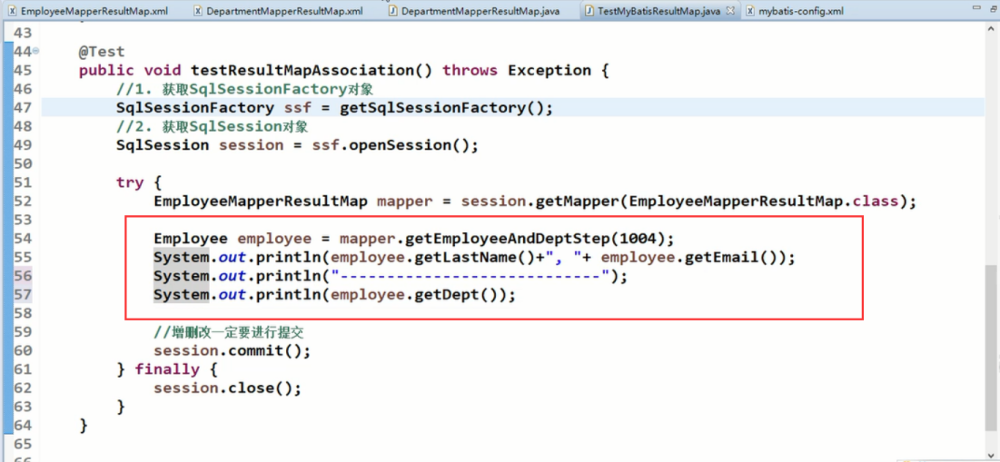 EmployeeMapperResultMap.xml DepartmentMapperResultMap.xml DepartmentMapperResultMap.java TestMyBatisResultMap.java mybatis-config.xml
43
44 @Test
45 public void testResultMapAssociation() throws Exception {
46 //1. 获取SqlSessionFactory对象
47 SqlSessionFactory ssf = getSqlSessionFactory();
48 //2. 获取SqlSession对象
49 SqlSession session = ssf.openSession();
50
51 try {
52 EmployeeMapperResultMap mapper = session.getMapper(EmployeeMapperResultMap.class);
53
54 Employee employee = mapper.getEmployeeAndDeptStep(1004);
55 System.out.println(employee.getLastName()+", "+ employee.getEmail());
56 System.out.println("----------------------------");
57 System.out.println(employee.getDept());
58
59 //增删改一定要进行提交
60 session.commit();
61 } finally {
62 session.close();
63 }
64 }
65
66